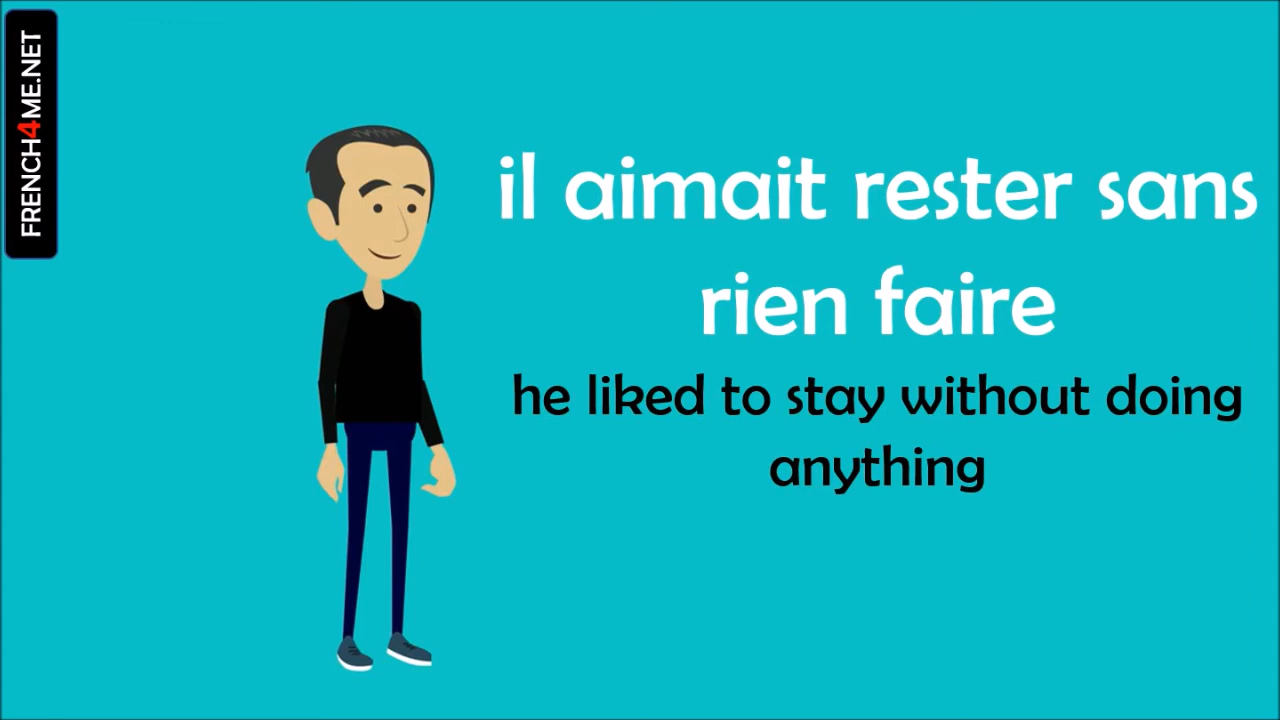 FRENCH4ME.NET
il aimait rester sans
rien faire
he liked to stay without doing
anything